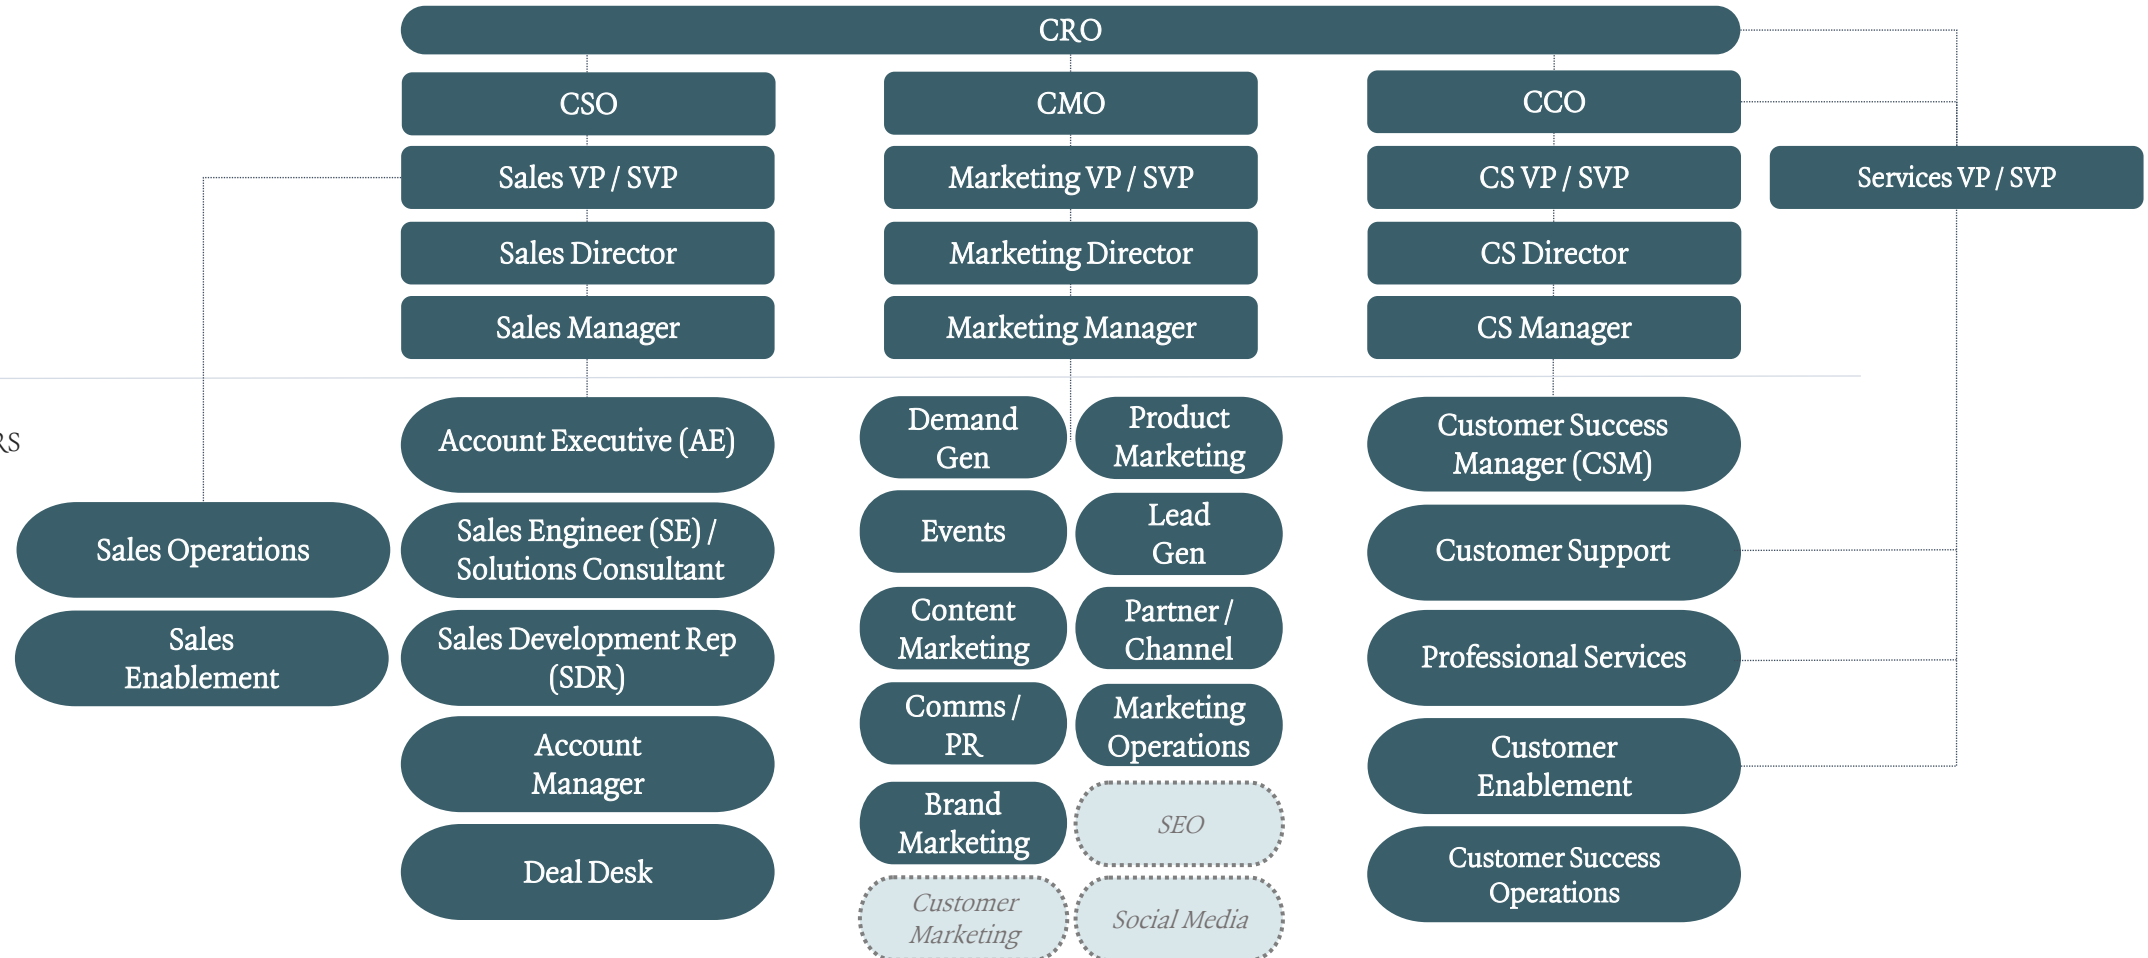 CRO
CSO
CMO
CCO
Sales VP / SVP
Marketing VP / SVP
CS VP / SVP
Services VP / SVP
Sales Director
Marketing Director
CS Director
Sales Manager
Marketing Manager
CS Manager
RS
Sales Operations
Sales
Enablement
Account Executive (AE)
Sales Engineer (SE) /
Solutions Consultant
Sales Development Rep
(SDR)
Account
Manager
Deal Desk
Demand
Gen
Product
Marketing
Events
Lead
Gen
Content
Marketing
Partner /
Channel
Comms /
PR
Marketing
Operations
Brand
Marketing
SEO
Customer
Marketing
Social Media
Customer Success
Manager (CSM)
Customer Support
Professional Services
Customer
Enablement
Customer Success
Operations